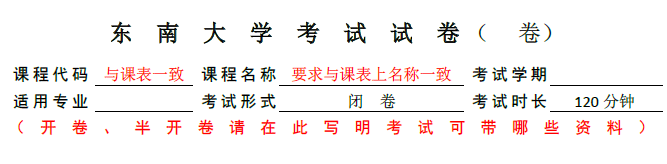 东南大学考试试卷（ 卷）
课程代码 与课表一致 课程名称 要求与课表上名称一致 考试学期
适用专业 考试形式 闭 卷 考试时长 120 分钟
（开卷、半开卷请在此写明考试可带哪些资料）